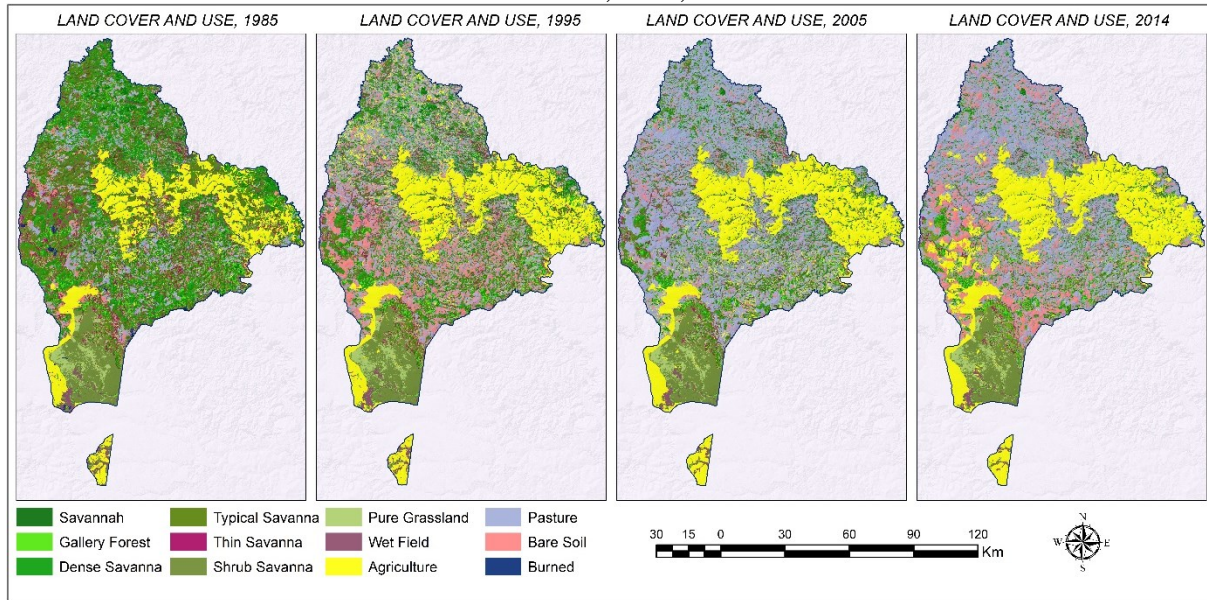 LAND COVER AND USE, 1985 LAND COVER AND USE, 1995 LAND COVER AND USE, 2005 LAND COVER AND USE, 2014
Savannah Typical Savanna Pure Grassland Pasture
Gallery Forest Thin Savanna Wet Field Bare Soil
Dense Savanna Shrub Savanna Agriculture Burned
30 15 0 30 60 90 120
Km
N
W E
S